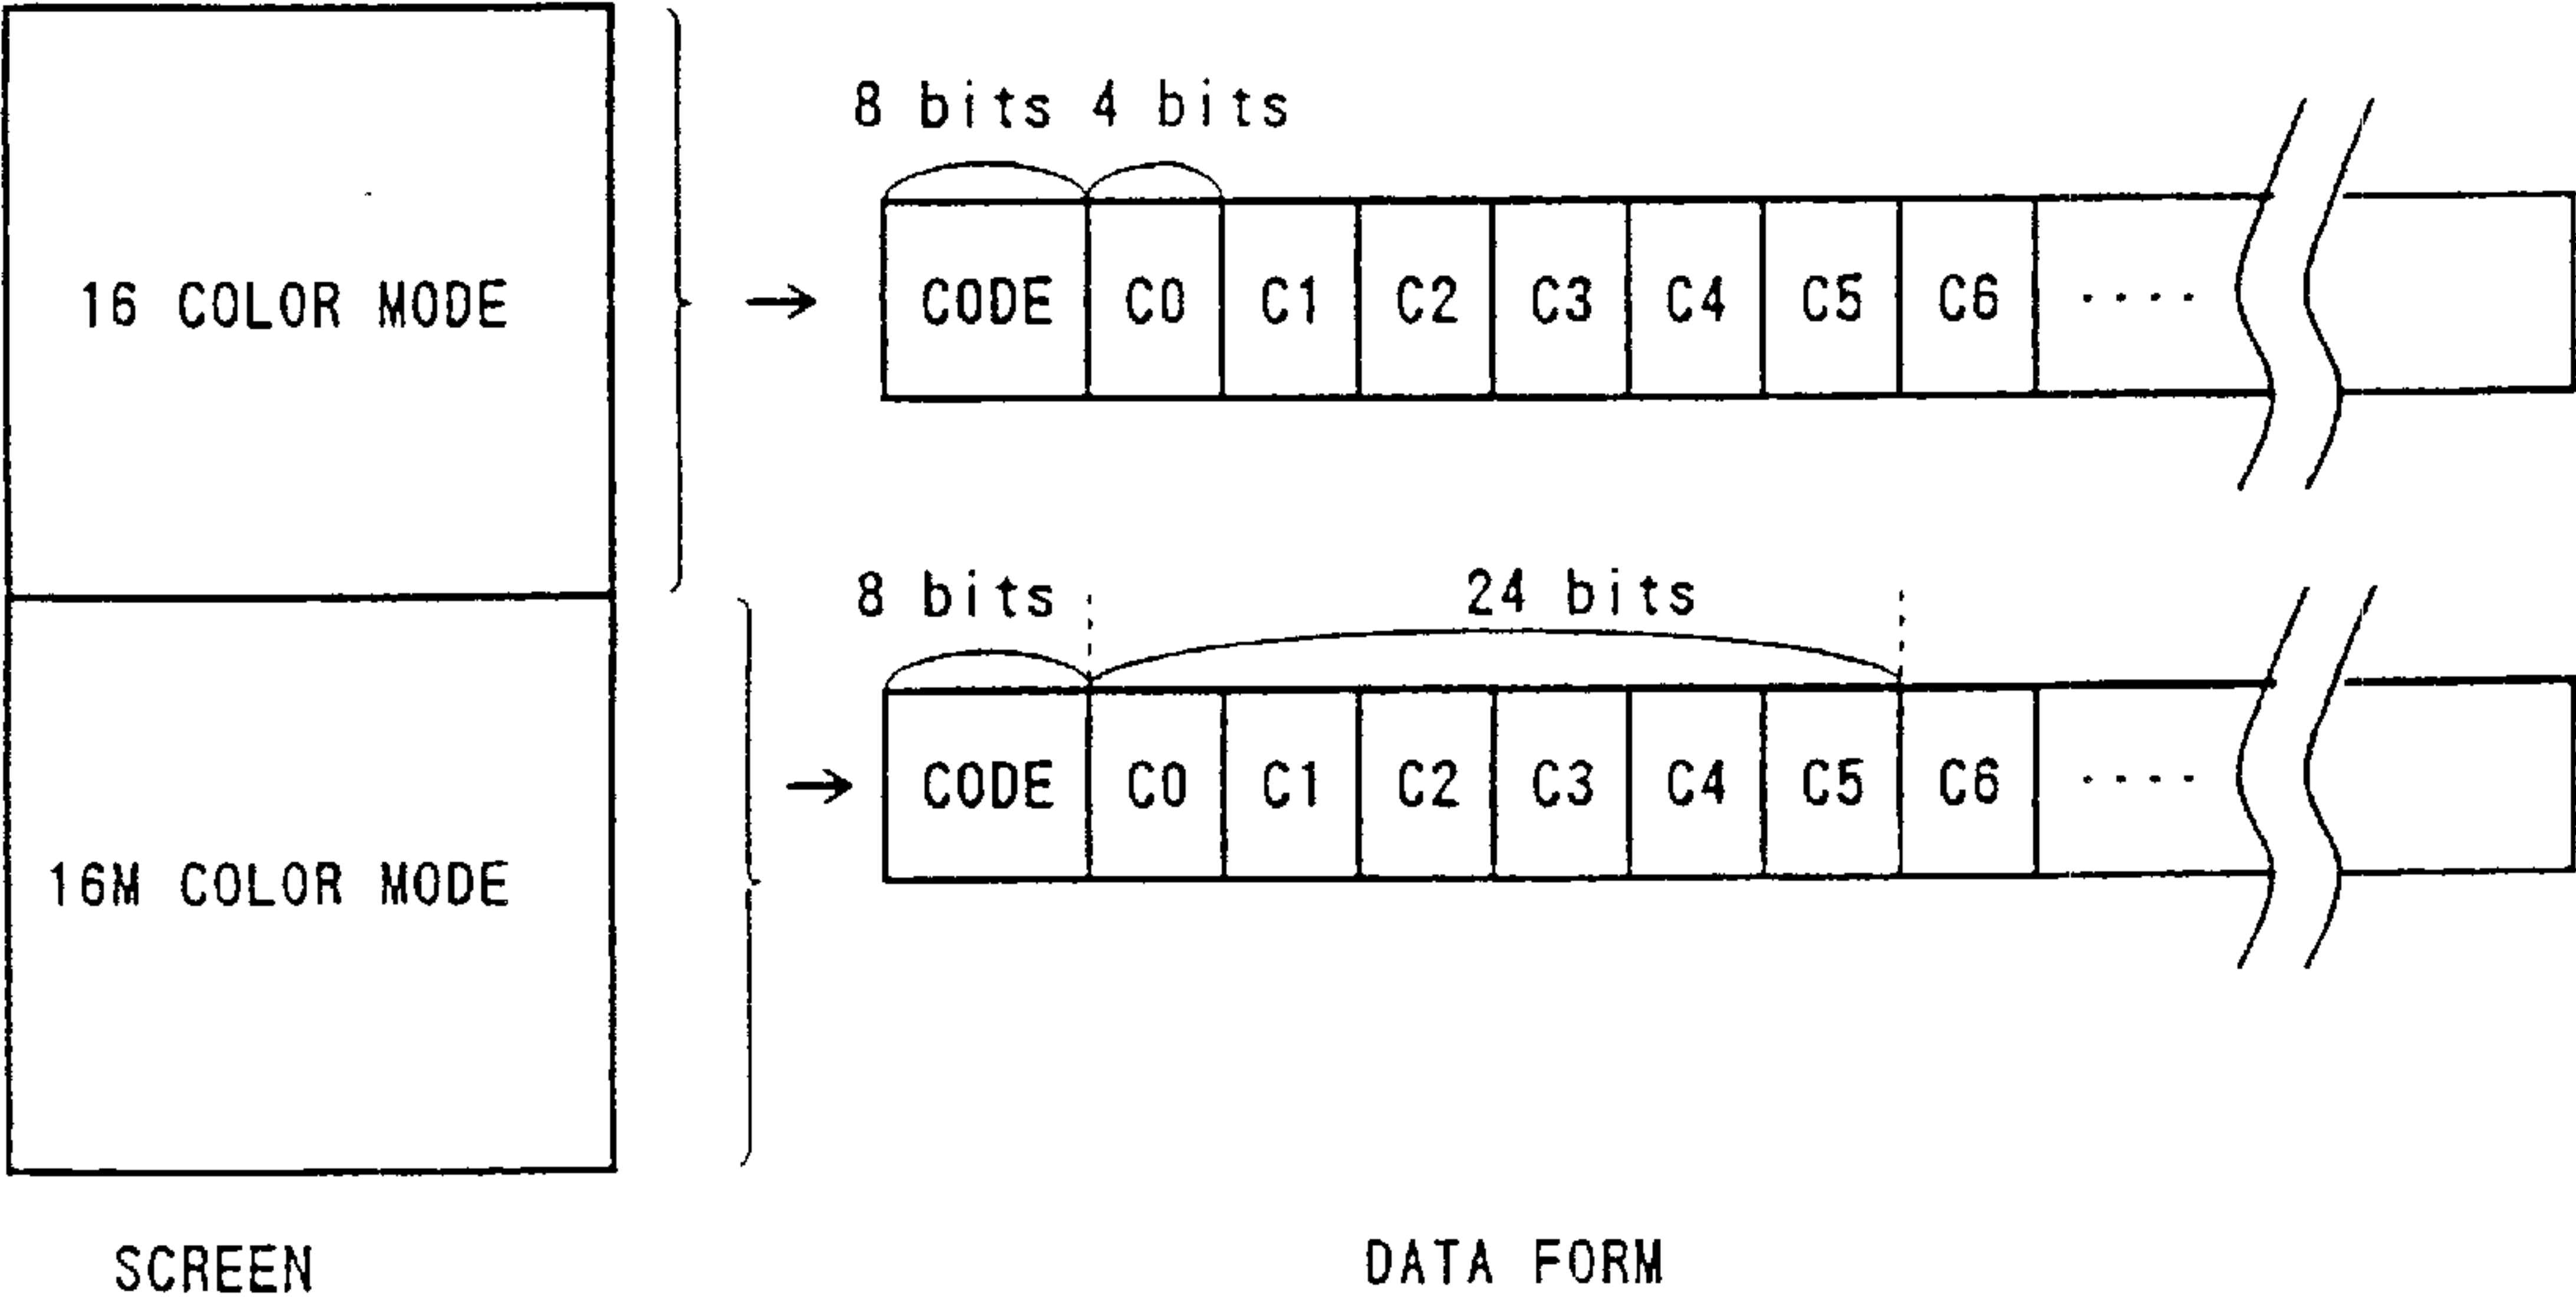 8 bits 4 bits
16 COLOR MODE
CODE C0 C1 C2 C3 C4 C5 C6 ....
8 bits 24 bits
16M COLOR MODE
CODE C0 C1 C2 C3 C4 C5 C6 ....
SCREEN
DATA FORM